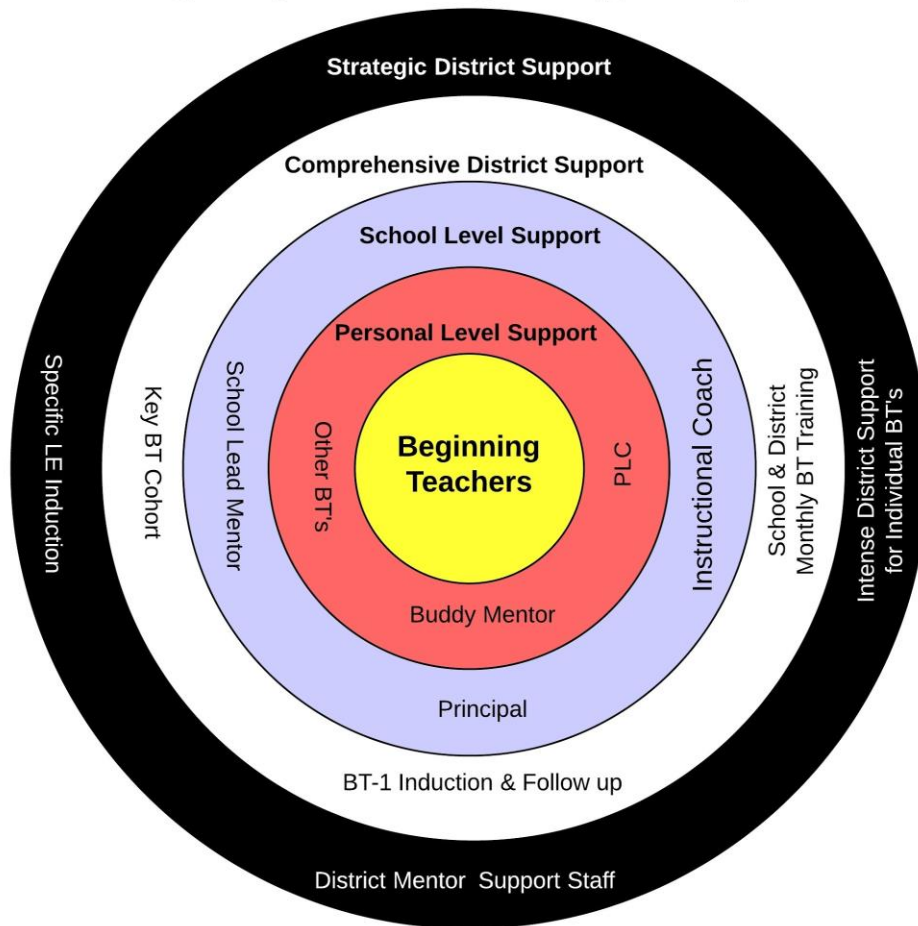 Strategic District Support
Comprehensive District Support
School Level Support
Personal Level Support
Beginning
Teachers
Specific LE Induction
Key BT Cohort
School Lead Mentor
Other BT's
PLC
Instructional Coach
School & District
Monthly BT Training
Intense District Support
for Individual BT's
Buddy Mentor
Principal
BT-1 Induction & Follow up
District Mentor Support Staff